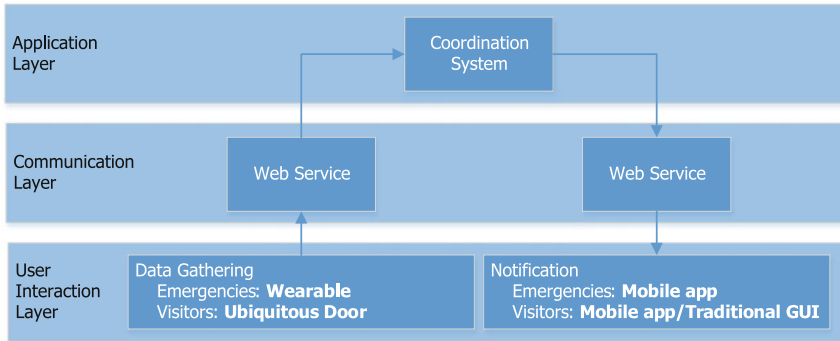 Application
Layer
Coordination
System
Communication
Layer
Web Service
Web Service
User
Interaction
Layer
Data Gathering
Emergencies: Wearable
Visitors: Ubiquitous Door
Notification
Emergencies: Mobile app
Visitors: Mobile app/Traditional GUI